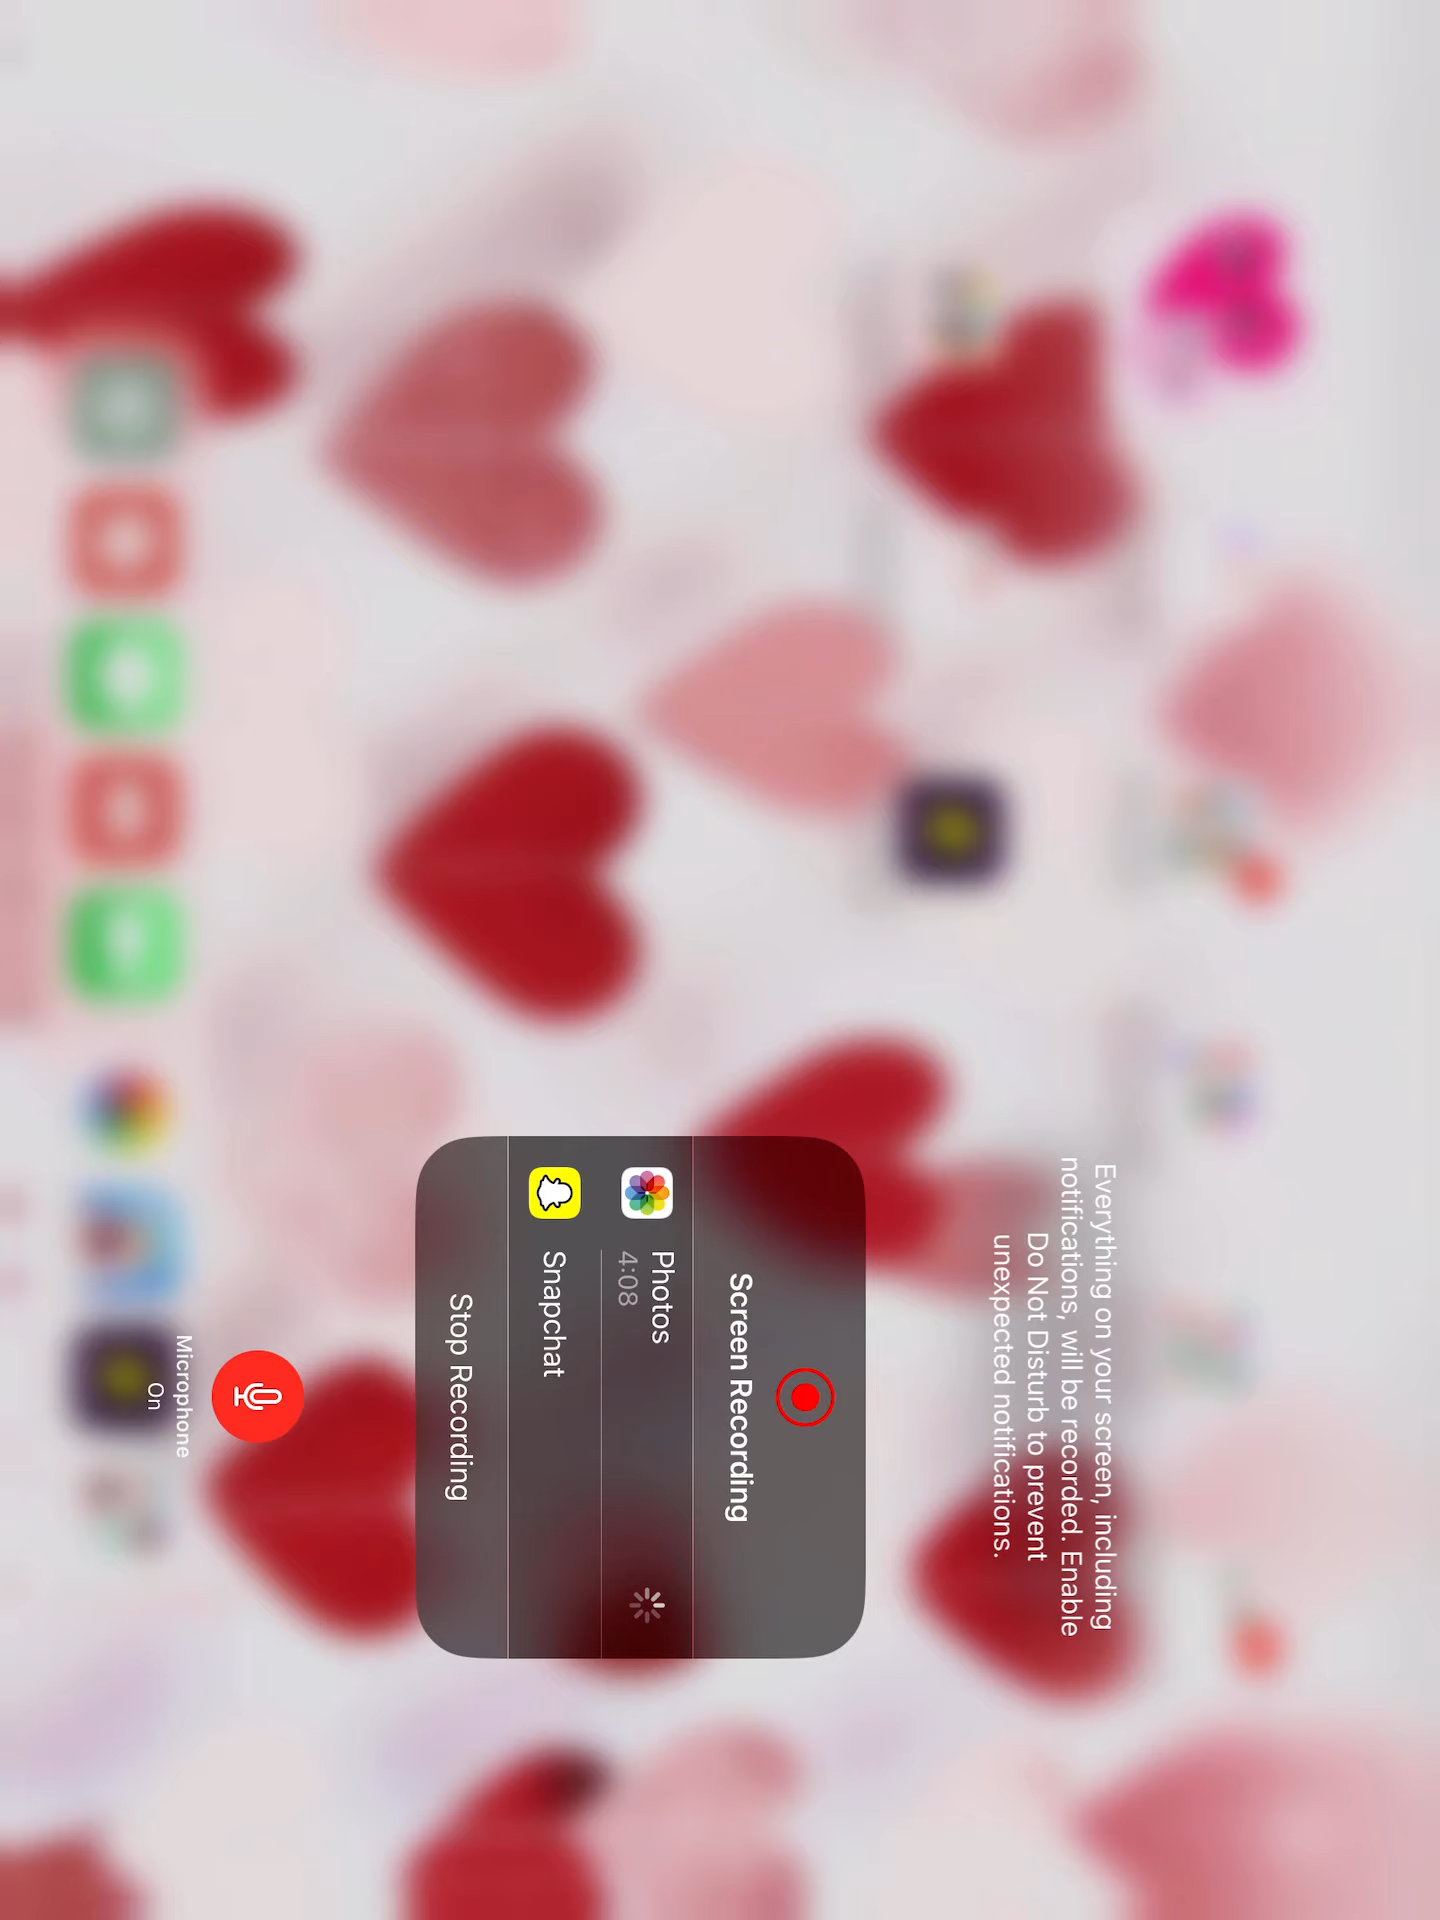 Everything on your screen, including
notifications, will be recorded. Enable
Do Not Disturb to prevent
unexpected notifications.
Screen Recording
Photos
4:08
Snapchat
Stop Recording
Microphone
On